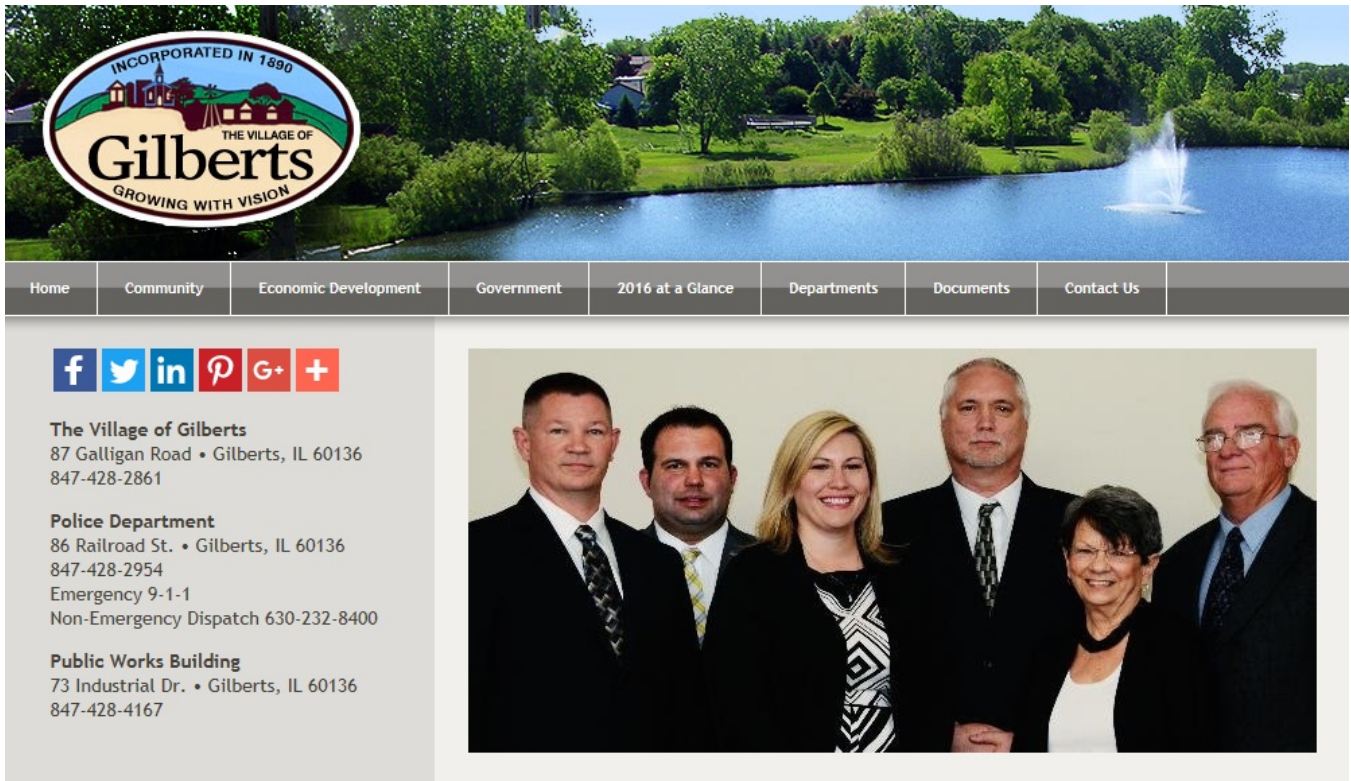 INCORPORATED IN 1890
THE VILLAGE OF
Gilberts
GROWING WITH VISION
Home
Community
Economic Development
Government
2016 at a Glance
Departments
Documents
Contact Us
f
in
G+
+
The Village of Gilberts
87 Galligan Road • Gilberts, IL 60136
847-428-2861
Police Department
86 Railroad St. • Gilberts, IL 60136
847-428-2954
Emergency 9-1-1
Non-Emergency Dispatch 630-232-8400
Public Works Building
73 Industrial Dr. • Gilberts, IL 60136
847-428-4167